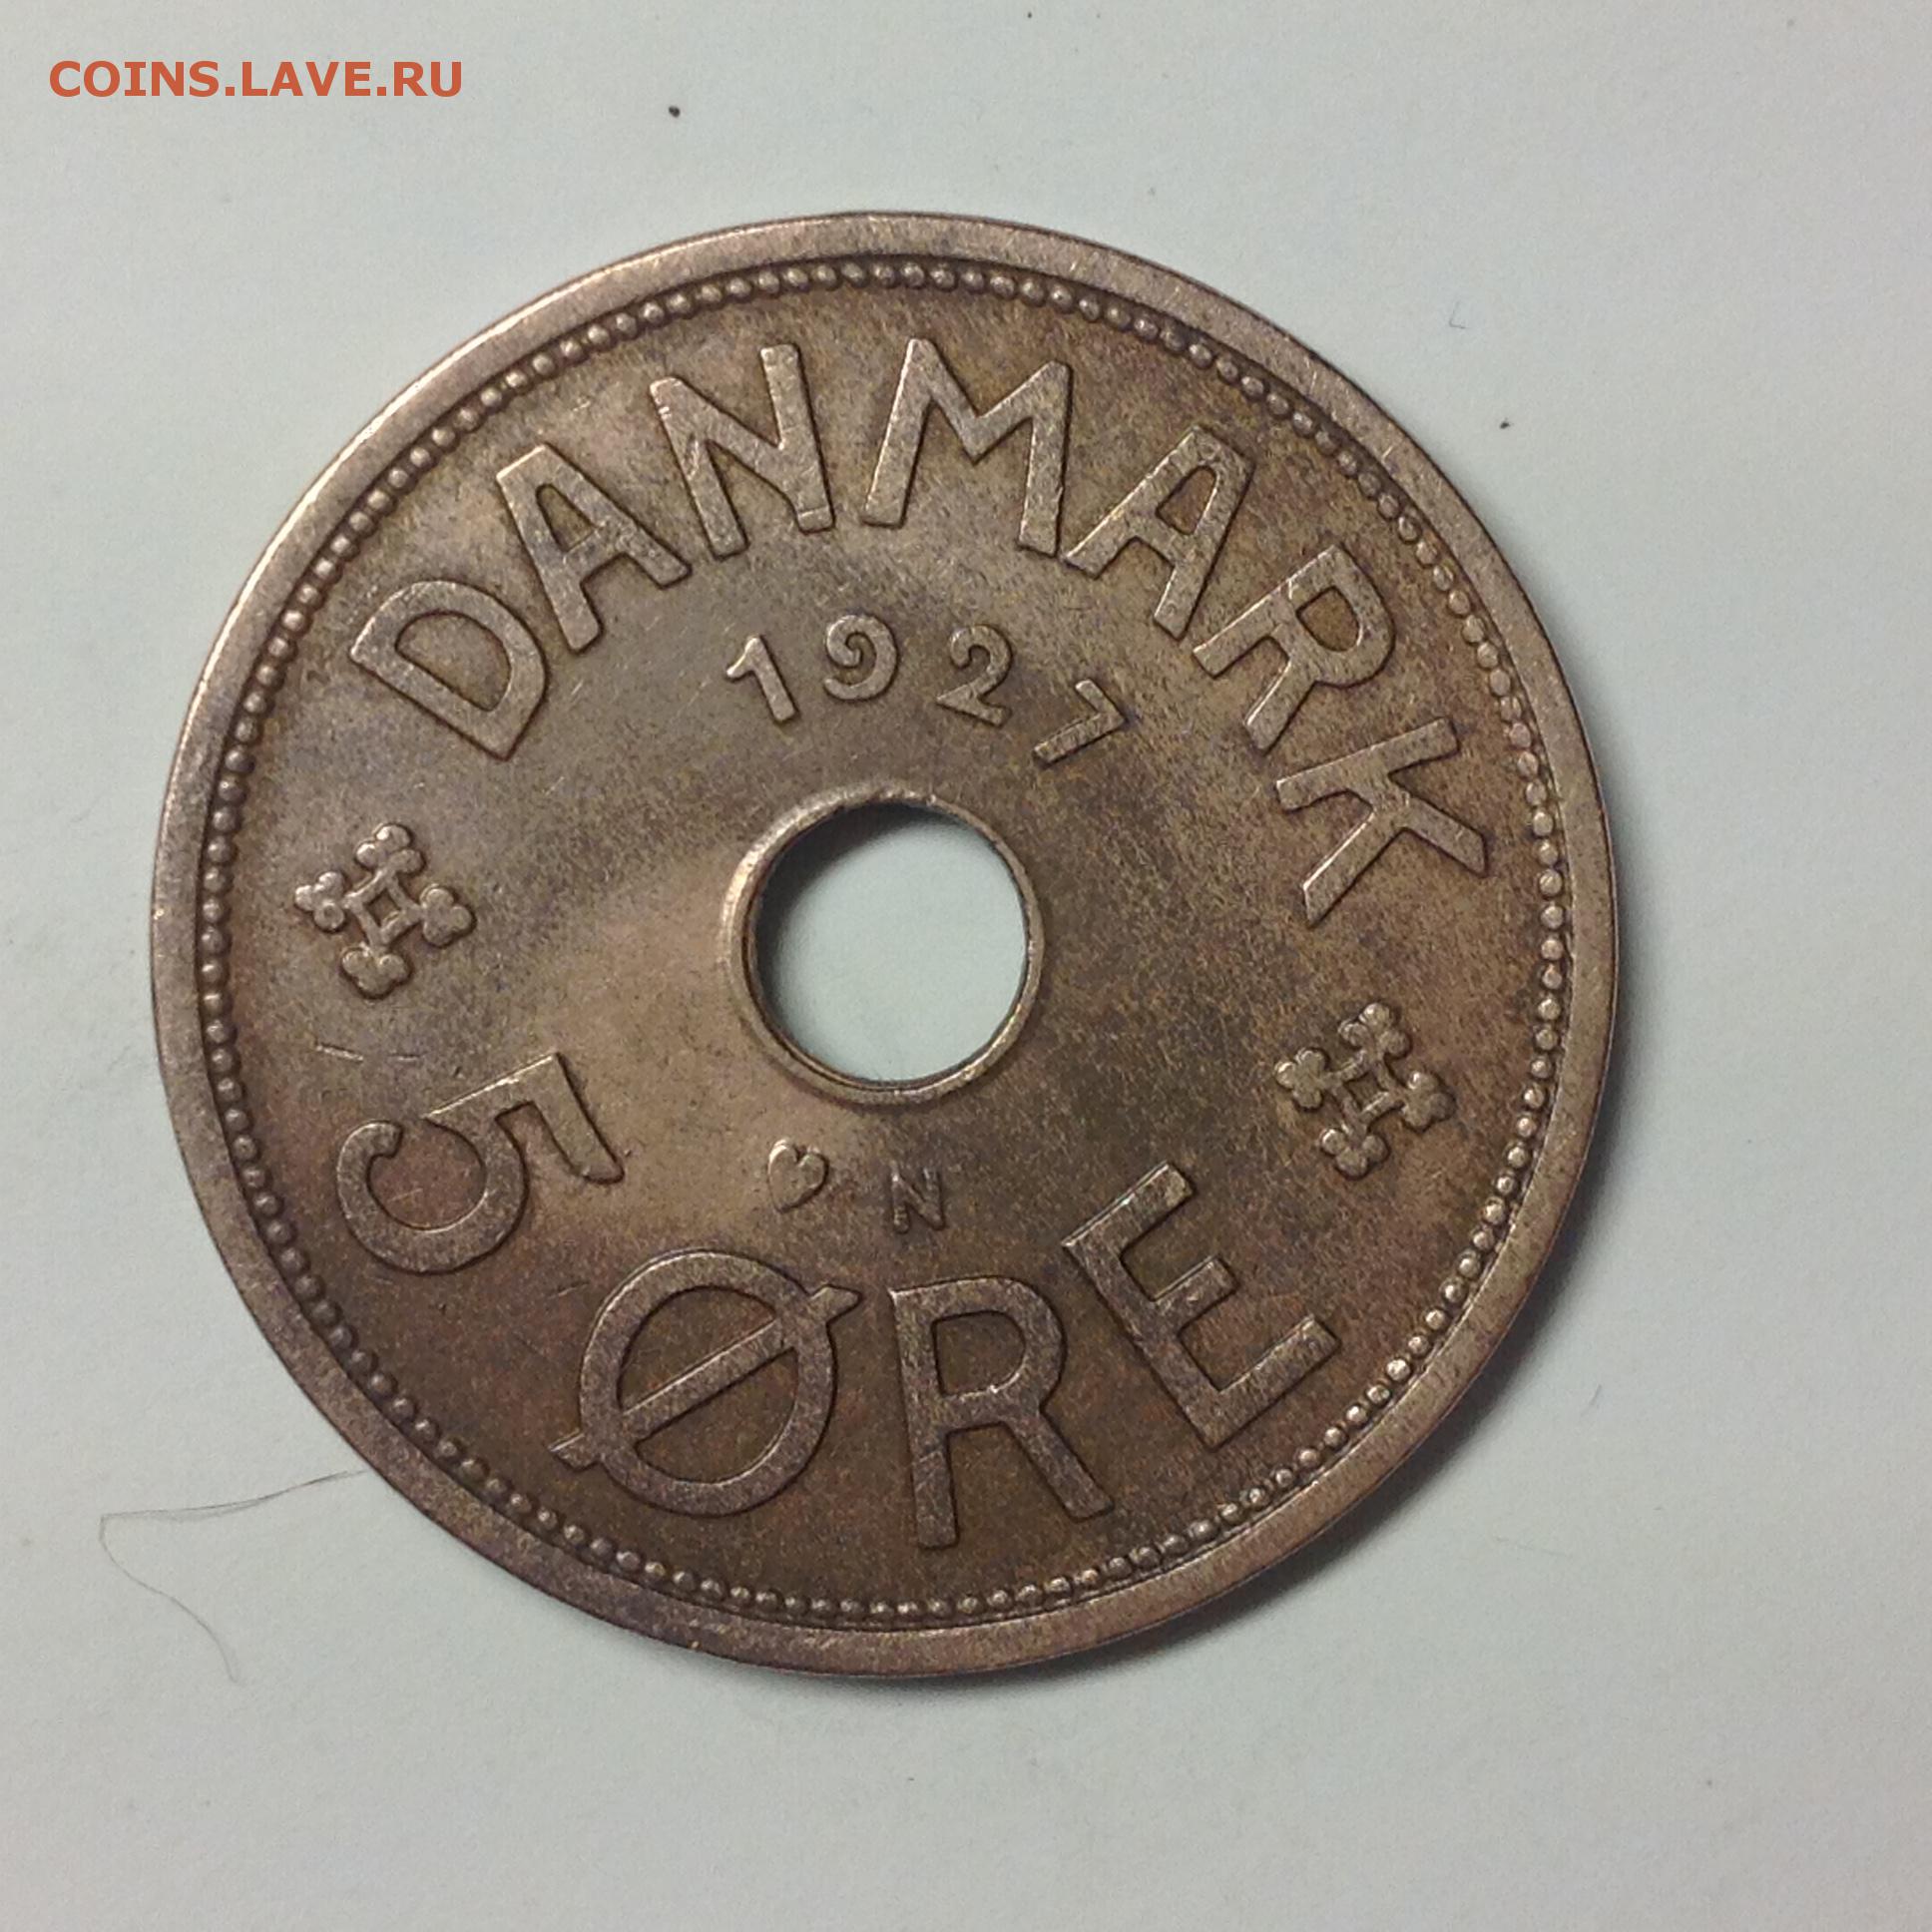 COINS.LAVE.RU
DANMARK
1927
♥ N
5 ØRE